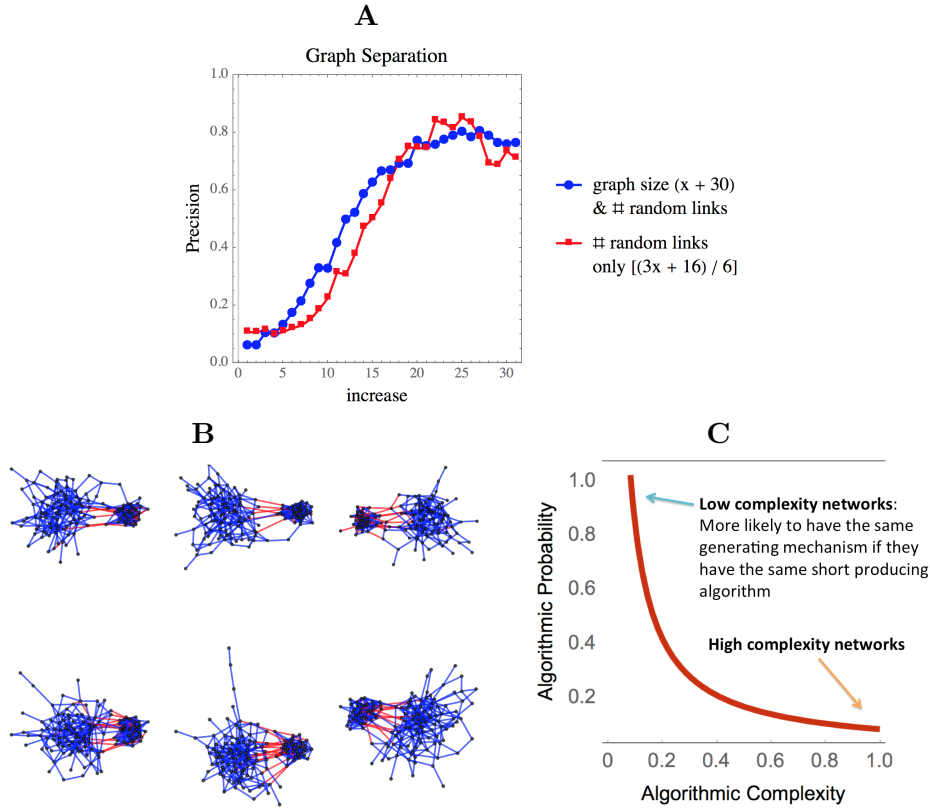 A
Graph Separation
1.0
0.8
0.6
0.4
0.2
0.0
Precision
0
5
10
15
20
25
30
increase
graph size (x + 30)
& # random links
# random links
only [(3x + 16) / 6]
B
C
1.0
0.8
0.6
0.4
0.2
Algorithmic Probability
Low complexity networks:
More likely to have the same
generating mechanism if they
have the same short producing
algorithm
High complexity networks
0
0.2
0.4
0.6
0.8
1.0
Algorithmic Complexity